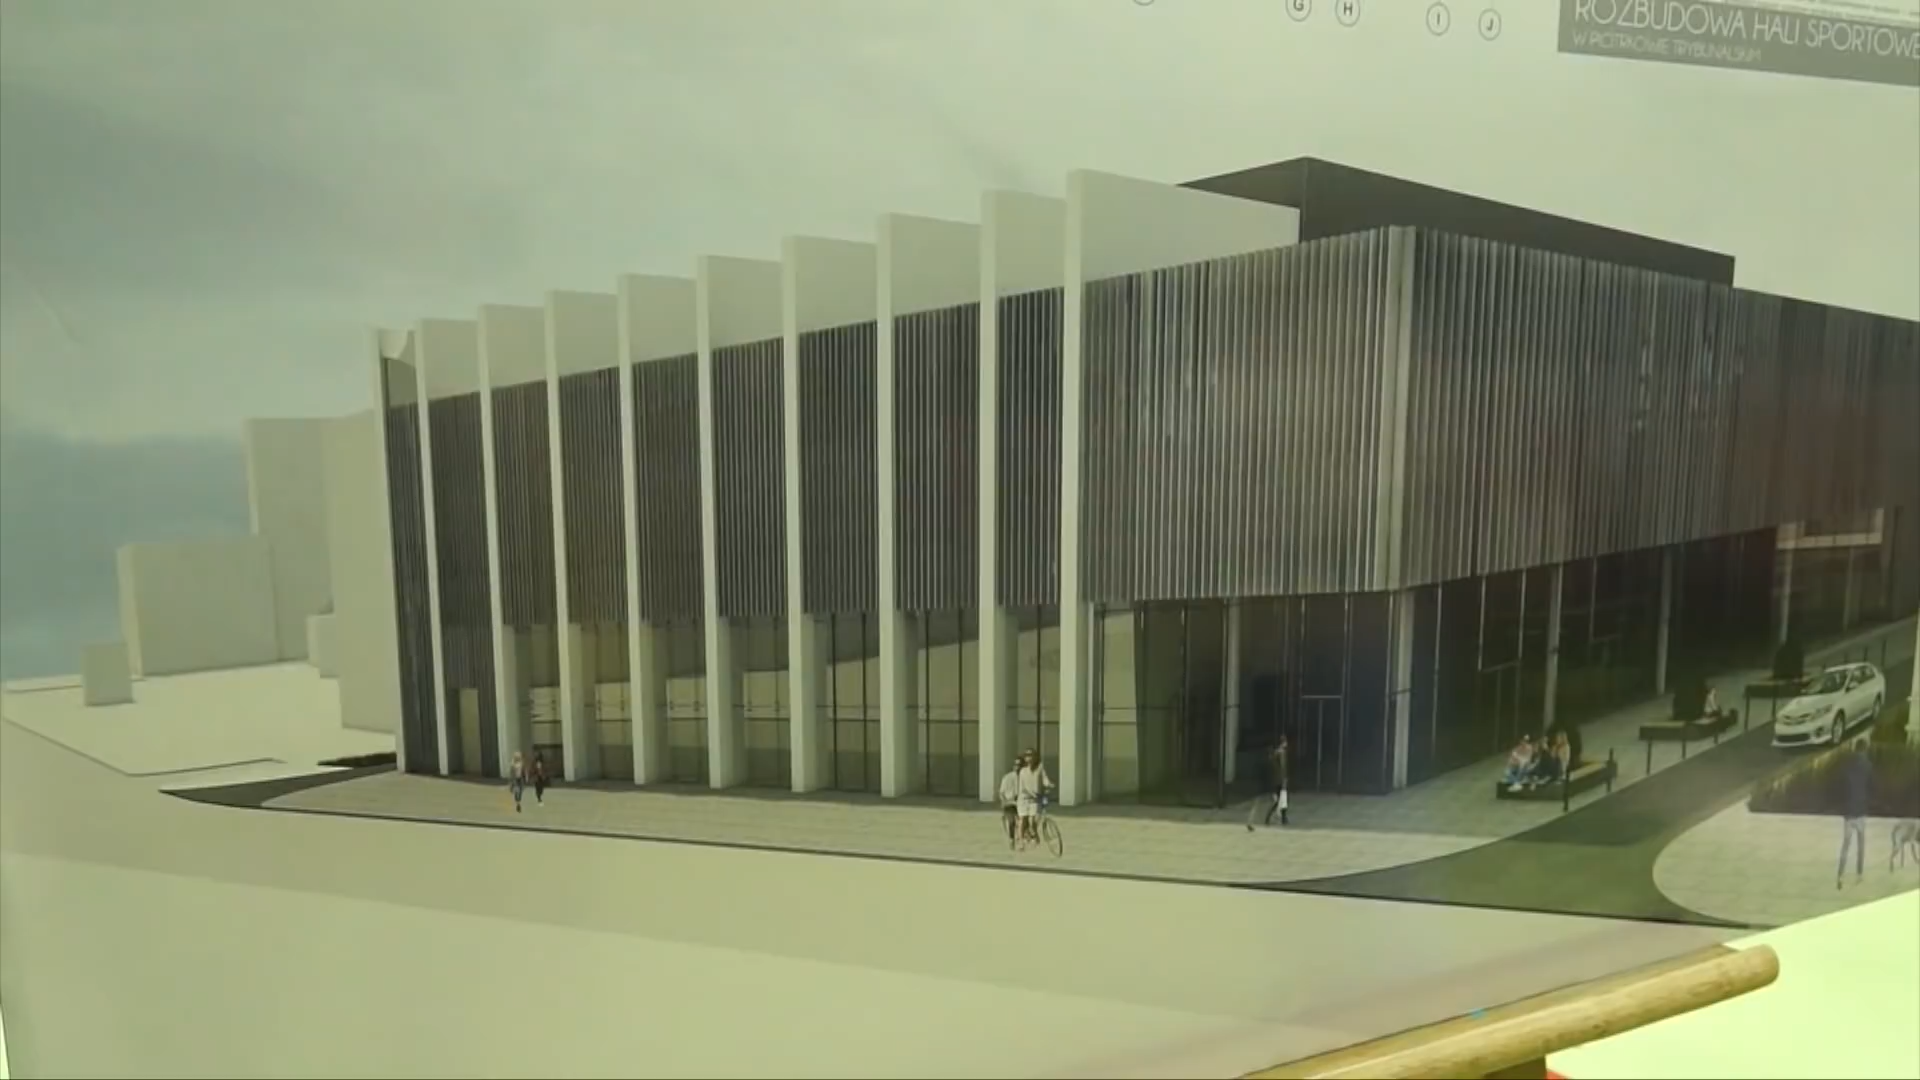 G H I J
ROZBUDOWA HALI SPORTOWE
W PIOTRKOWIE TRYBUNALSKIM